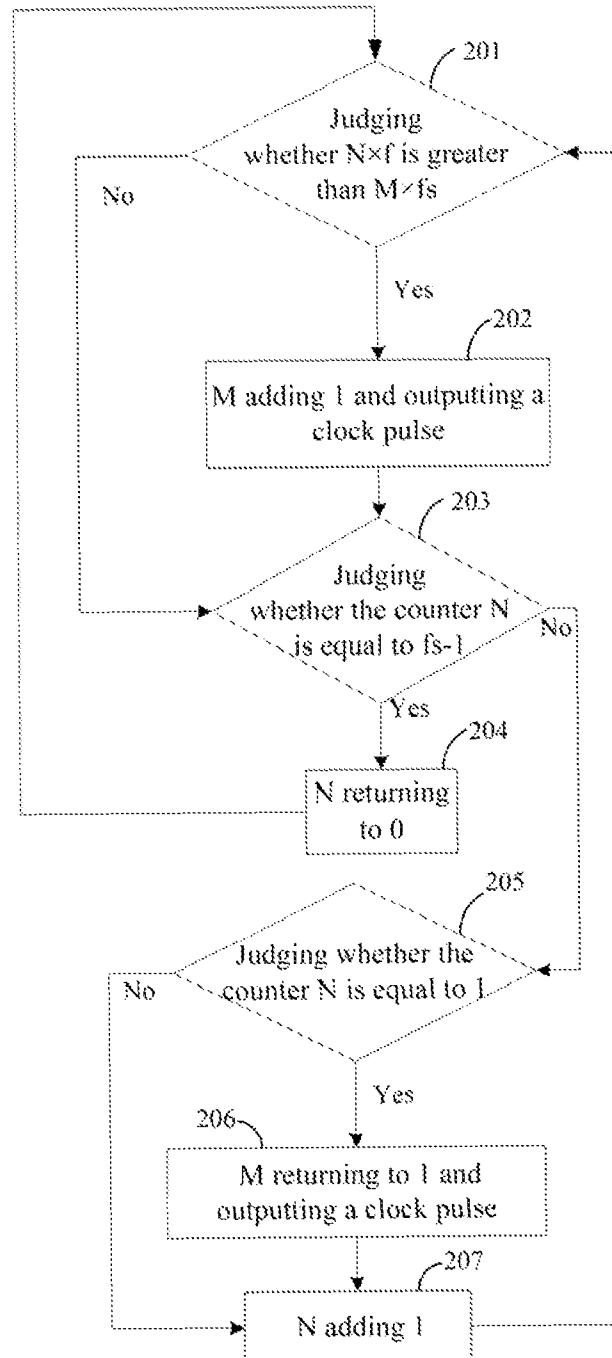 201
Judging
whether N×f is greater
than M×fs
No
Yes
202
M adding 1 and outputting a
clock pulse
203
Judging
whether the counter N
is equal to fs-1
No
Yes
204
N returning
to 0
205
Judging whether the
counter N is equal to 1
No
Yes
206
M returning to 1 and
outputting a clock pulse
207
N adding 1